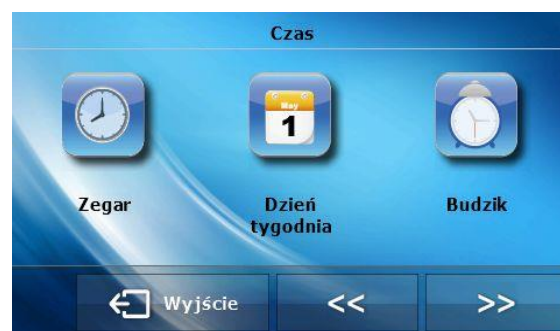 Czas
May
1
Zegar
Dzień
tygodnia
Budzik
Wyjście
<<
>>